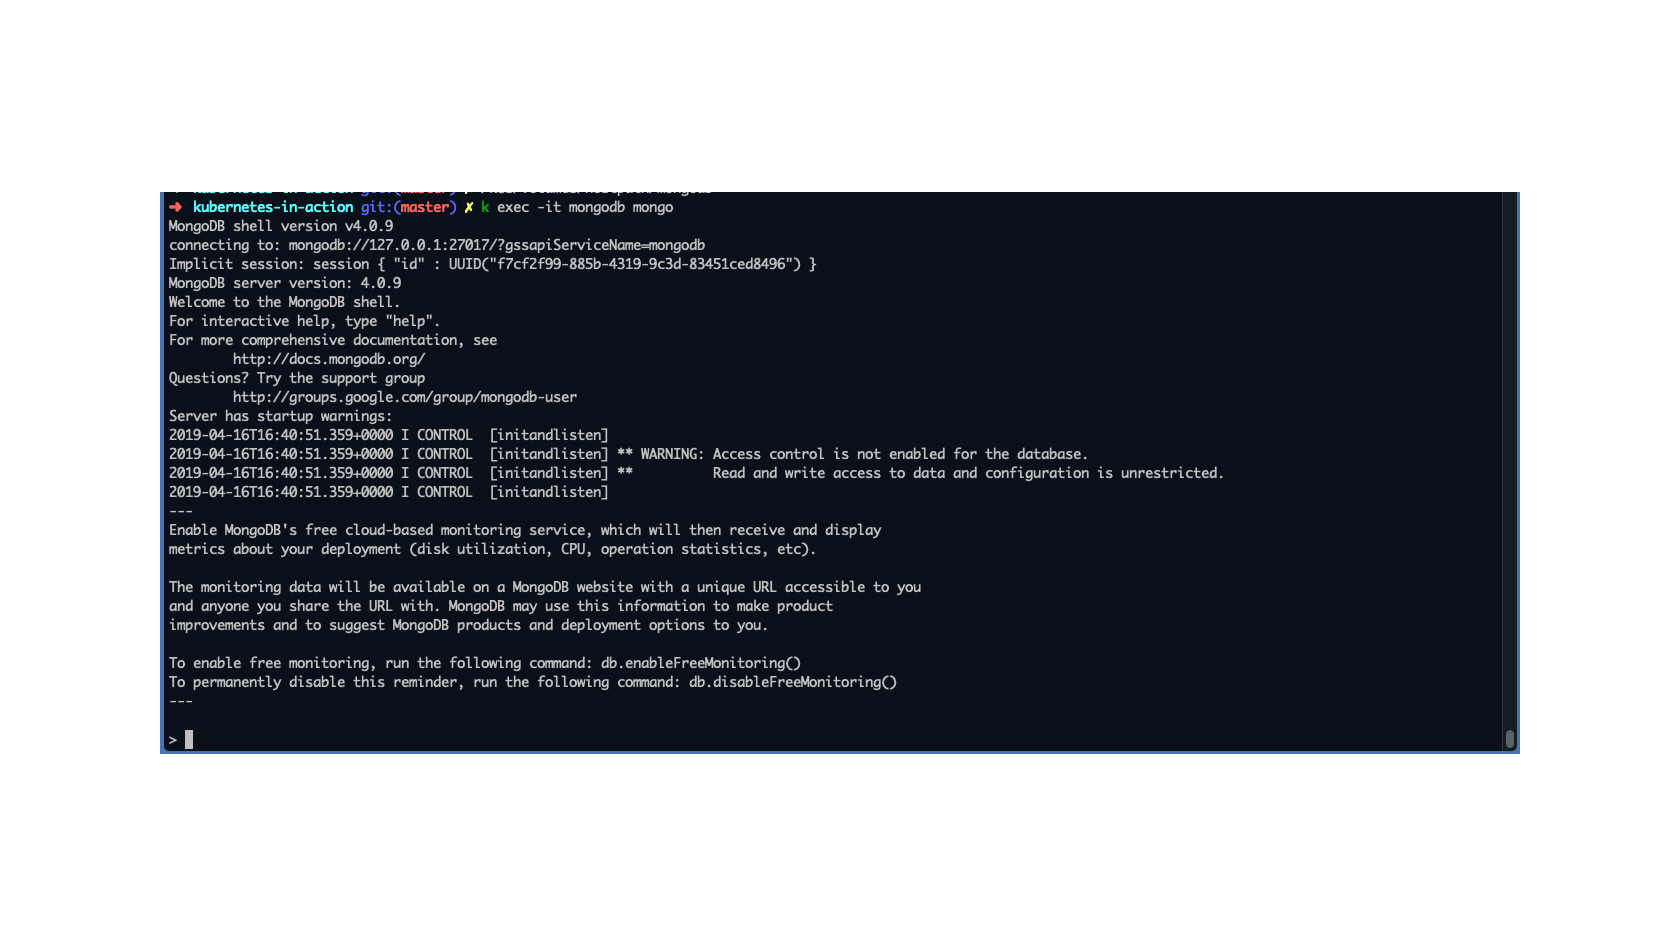 ➜ kubernetes-in-action git:(master) ✗ k exec -it mongodb mongo
MongoDB shell version v4.0.9
connecting to: mongodb://127.0.0.1:27017/?gssapiServiceName=mongodb
Implicit session: session { "id" : UUID("f7cf2f99-885b-4319-9c3d-83451ced8496") }
MongoDB server version: 4.0.9
Welcome to the MongoDB shell.
For interactive help, type "help".
For more comprehensive documentation, see
http://docs.mongodb.org/
Questions? Try the support group
http://groups.google.com/group/mongodb-user
Server has startup warnings:
2019-04-16T16:40:51.359+0000 I CONTROL  [initandlisten]
2019-04-16T16:40:51.359+0000 I CONTROL  [initandlisten] ** WARNING: Access control is not enabled for the database.
2019-04-16T16:40:51.359+0000 I CONTROL  [initandlisten] **          Read and write access to data and configuration is unrestricted.
2019-04-16T16:40:51.359+0000 I CONTROL  [initandlisten]
---
Enable MongoDB's free cloud-based monitoring service, which will then receive and display
metrics about your deployment (disk utilization, CPU, operation statistics, etc).
The monitoring data will be available on a MongoDB website with a unique URL accessible to you
and anyone you share the URL with. MongoDB may use this information to make product
improvements and to suggest MongoDB products and deployment options to you.
To enable free monitoring, run the following command: db.enableFreeMonitoring()
To permanently disable this reminder, run the following command: db.disableFreeMonitoring()
---
>